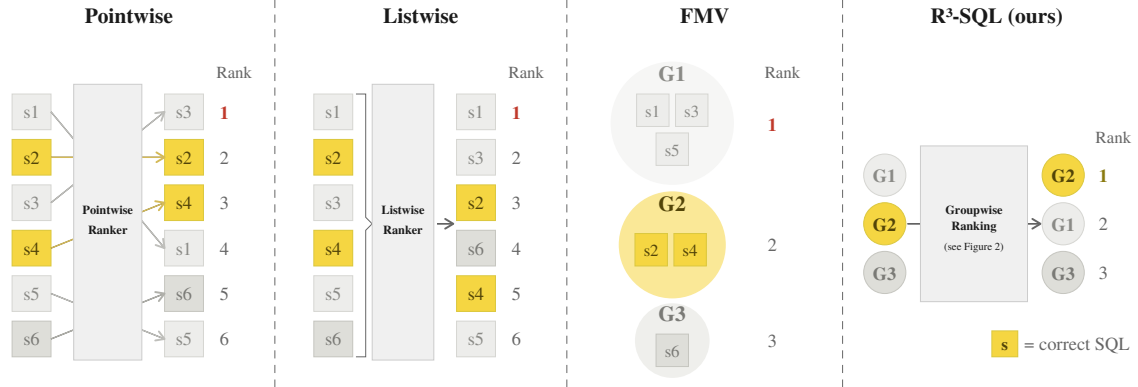 Pointwise
Listwise
FMV
R³-SQL (ours)
Rank
s1
s2
s3
s4
s5
s6
Pointwise
Ranker
s3
1
s2
2
s4
3
s1
4
s6
5
s5
6
Rank
s1
s2
s3
s4
s5
s6
Listwise
Ranker
s1
1
s3
2
s2
3
s6
4
s4
5
s5
6
Rank
G1
s1 s3
s5
1
G2
s2 s4
2
G3
s6
3
Rank
G1
G2
G3
Groupwise
Ranking
(see Figure 2)
G2
1
G1
2
G3
3
s = correct SQL